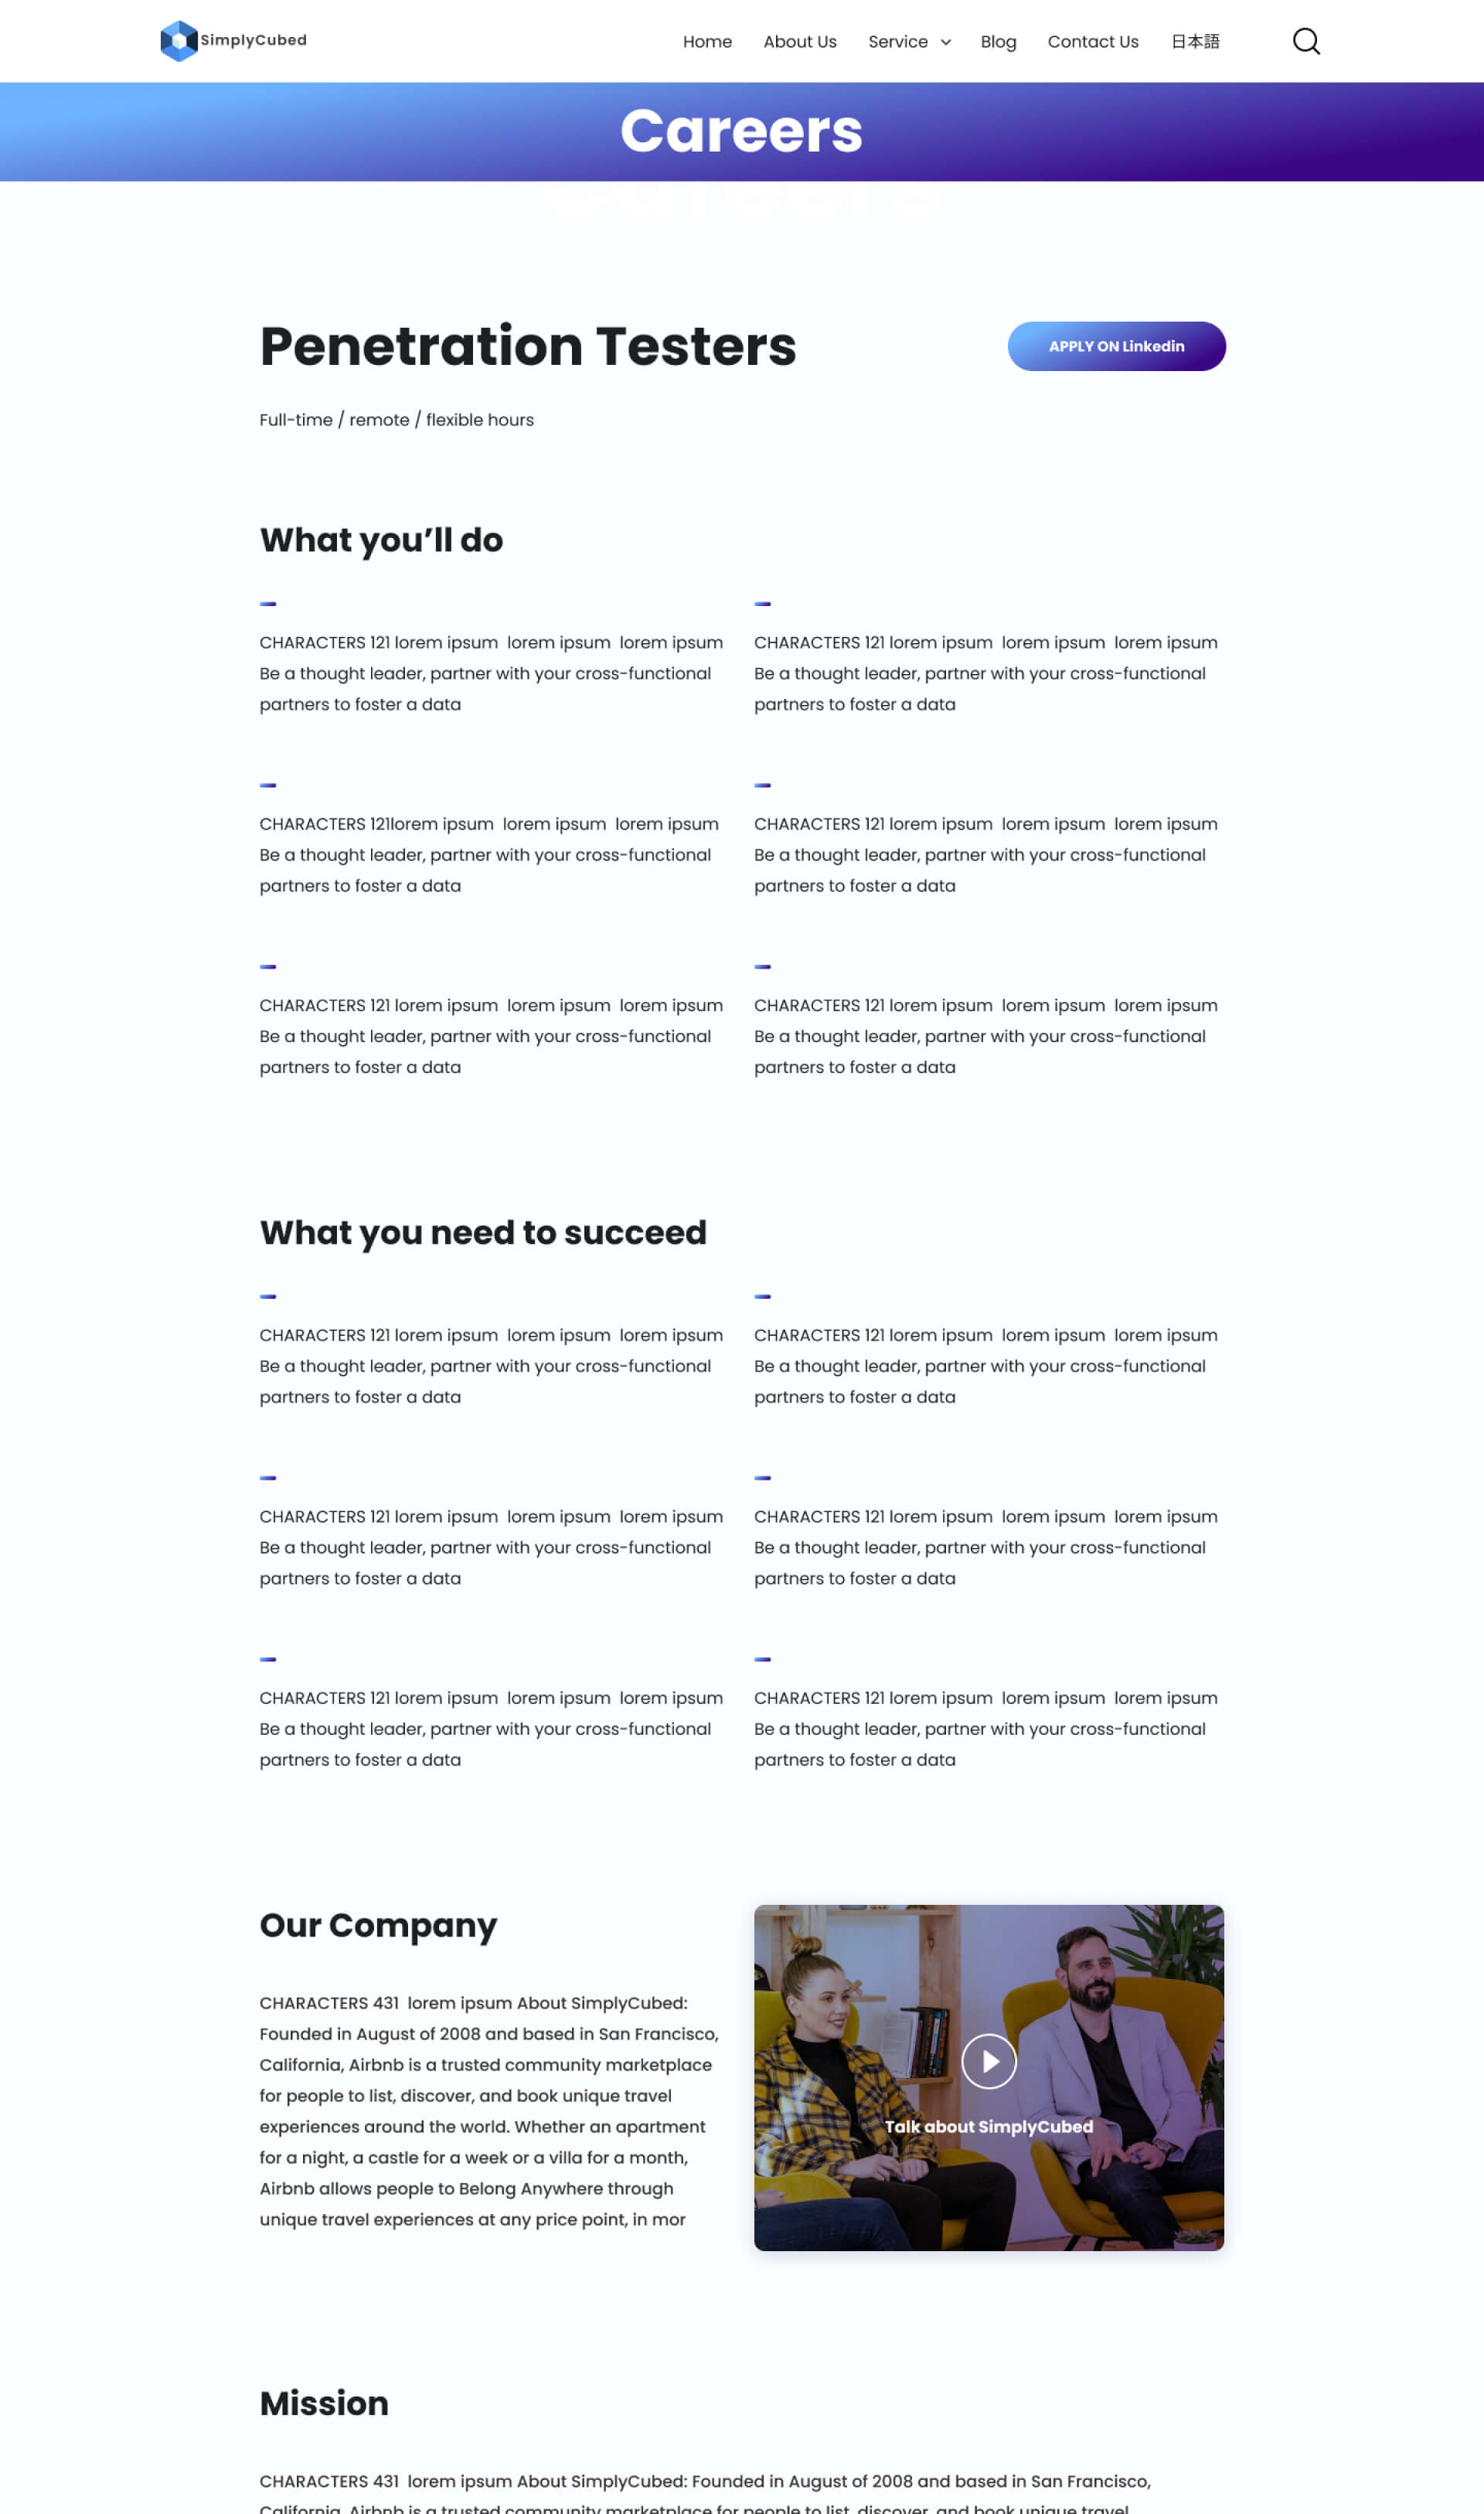 SimplyCubed
Home About Us Service Blog Contact Us 日本語
Careers
Careers
Penetration Testers
APPLY ON Linkedin
Full-time / remote / flexible hours
What you’ll do
CHARACTERS 121 lorem ipsum  lorem ipsum  lorem ipsum
Be a thought leader, partner with your cross-functional
partners to foster a data
CHARACTERS 121 lorem ipsum  lorem ipsum  lorem ipsum
Be a thought leader, partner with your cross-functional
partners to foster a data
CHARACTERS 121lorem ipsum  lorem ipsum  lorem ipsum
Be a thought leader, partner with your cross-functional
partners to foster a data
CHARACTERS 121 lorem ipsum  lorem ipsum  lorem ipsum
Be a thought leader, partner with your cross-functional
partners to foster a data
CHARACTERS 121 lorem ipsum  lorem ipsum  lorem ipsum
Be a thought leader, partner with your cross-functional
partners to foster a data
CHARACTERS 121 lorem ipsum  lorem ipsum  lorem ipsum
Be a thought leader, partner with your cross-functional
partners to foster a data
What you need to succeed
CHARACTERS 121 lorem ipsum  lorem ipsum  lorem ipsum
Be a thought leader, partner with your cross-functional
partners to foster a data
CHARACTERS 121 lorem ipsum  lorem ipsum  lorem ipsum
Be a thought leader, partner with your cross-functional
partners to foster a data
CHARACTERS 121 lorem ipsum  lorem ipsum  lorem ipsum
Be a thought leader, partner with your cross-functional
partners to foster a data
CHARACTERS 121 lorem ipsum  lorem ipsum  lorem ipsum
Be a thought leader, partner with your cross-functional
partners to foster a data
CHARACTERS 121 lorem ipsum  lorem ipsum  lorem ipsum
Be a thought leader, partner with your cross-functional
partners to foster a data
CHARACTERS 121 lorem ipsum  lorem ipsum  lorem ipsum
Be a thought leader, partner with your cross-functional
partners to foster a data
Our Company
CHARACTERS 431  lorem ipsum About SimplyCubed:
Founded in August of 2008 and based in San Francisco,
California, Airbnb is a trusted community marketplace
for people to list, discover, and book unique travel
experiences around the world. Whether an apartment
for a night, a castle for a week or a villa for a month,
Airbnb allows people to Belong Anywhere through
unique travel experiences at any price point, in mor
Talk about SimplyCubed
Mission
CHARACTERS 431  lorem ipsum About SimplyCubed: Founded in August of 2008 and based in San Francisco,
California, Airbnb is a trusted community marketplace for people to list, discover, and book unique travel